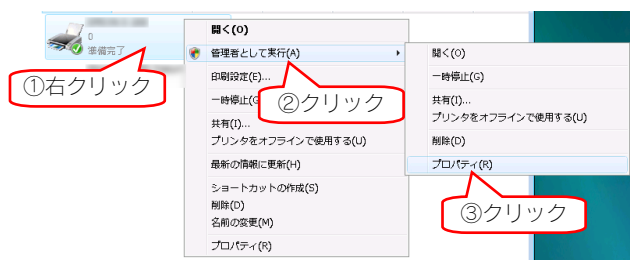 0
準備完了
①右クリック
開く(O)
管理者として実行(A)
印刷設定(E)...
一時停止(G
②クリック
共有(I)...
プリンタをオフラインで使用する(U)
最新の情報に更新(H)
ショートカットの作成(S)
削除(D)
名前の変更(M)
プロパティ(R)
開く(O)
一時停止(G)
共有(I)...
プリンタをオフラインで使用する(U)
削除(D)
プロパティ(R)
③クリック